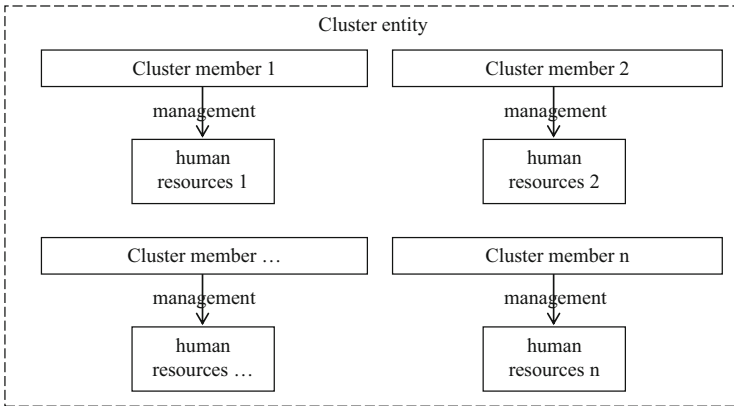 Cluster entity
Cluster member 1
management
human
resources 1
Cluster member 2
management
human
resources 2
Cluster member …
management
human
resources …
Cluster member n
management
human
resources n